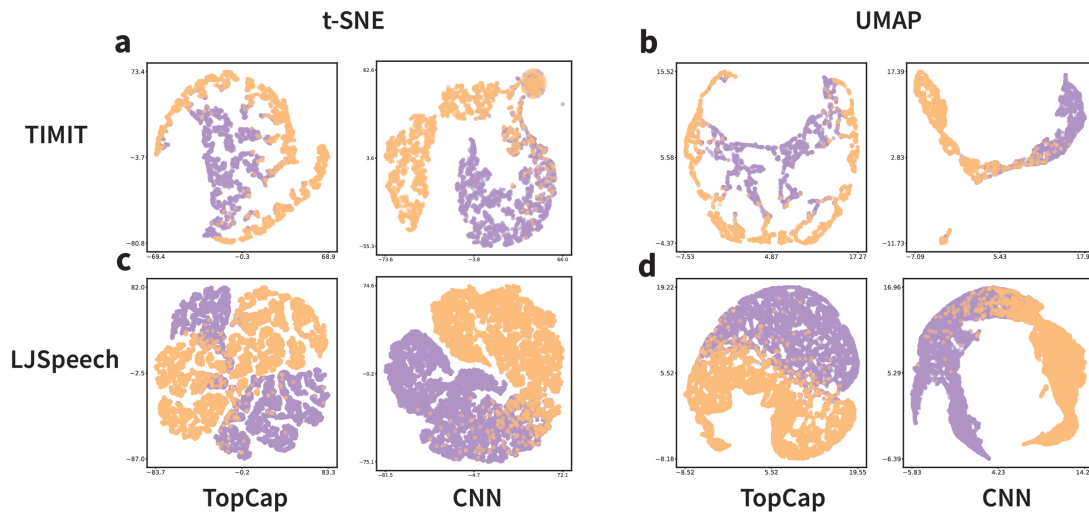 t-SNE UMAP
a b
TIMIT
73.4
−3.7
−80.8
−69.4 −0.3 68.9
62.6
3.6
−55.3
−73.6 −3.8 66.0
15.52
5.58
−4.37
−7.53 4.87 17.27
17.39
2.83
−11.73
−7.09 5.43 17.9
c d
LJSpeech
82.0
−2.5
−87.0
−83.7 −0.2 83.3
74.6
−0.2
−75.1
−81.5 −4.7 72.1
19.22
5.52
−8.18
−8.52 5.52 19.55
16.96
5.29
−6.39
−5.83 4.23 14.2
TopCap CNN TopCap CNN